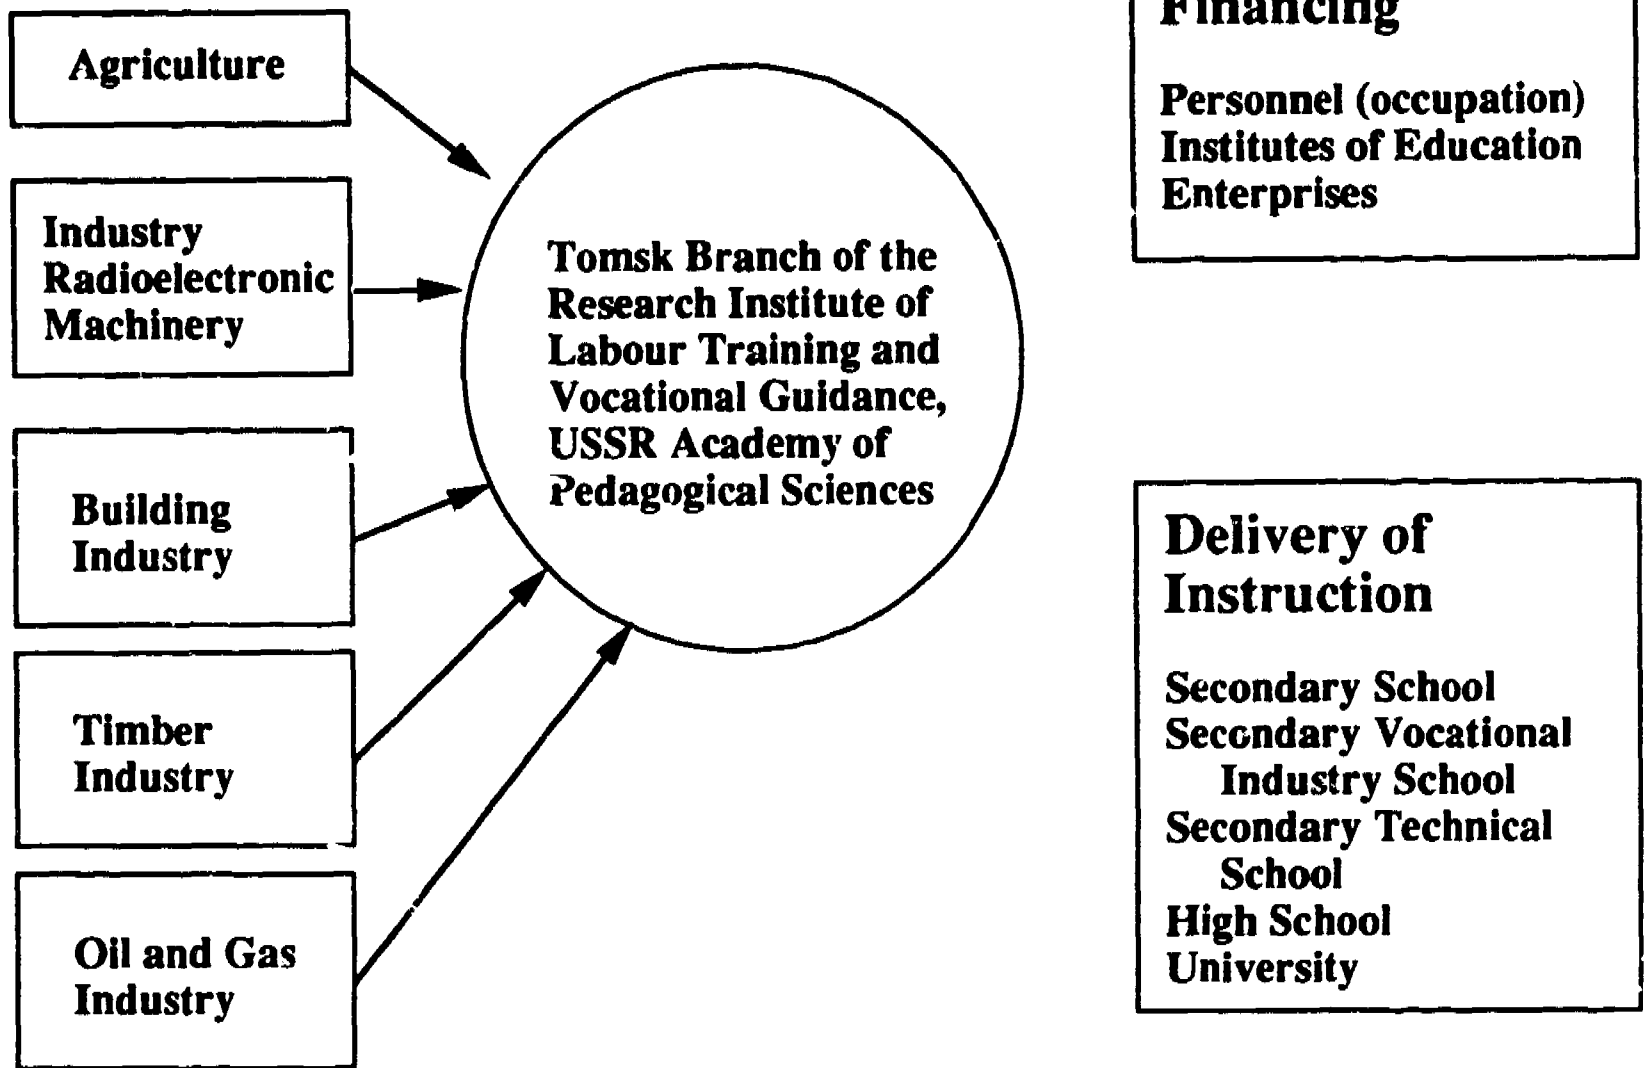 Agriculture
Industry
Radioelectronic
Machinery
Building
Industry
Timber
Industry
Oil and Gas
Industry
Tomsk Branch of the
Research Institute of
Labour Training and
Vocational Guidance,
USSR Academy of
Pedagogical Sciences
Financing
Personnel (occupation)
Institutes of Education
Enterprises
Delivery of
Instruction
Secondary School
Secondary Vocational
Industry School
Secondary Technical
School
High School
University